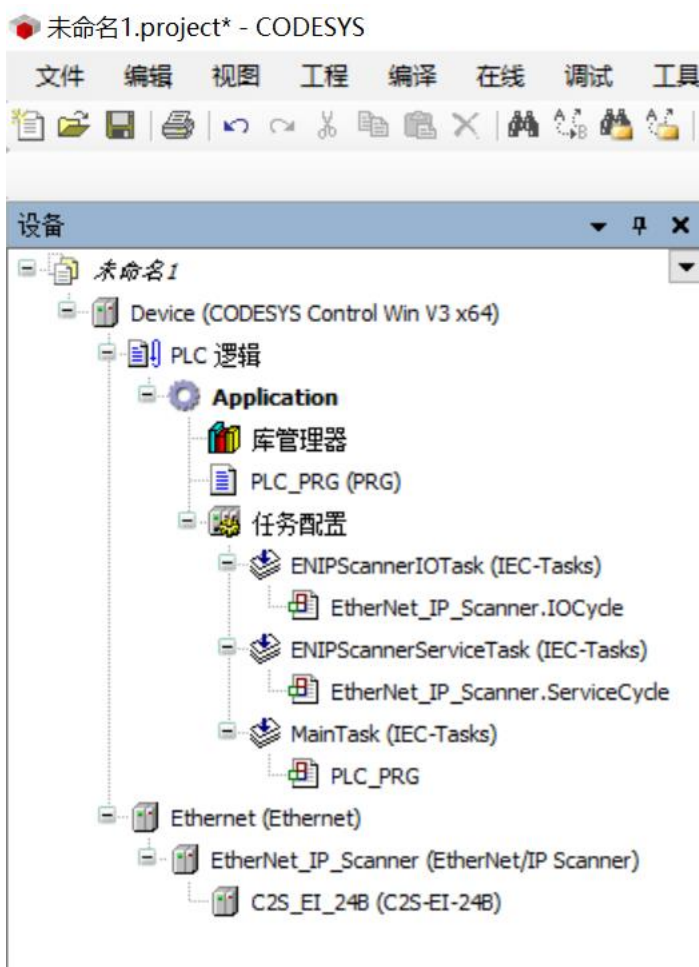 未命名1.project* - CODESYS
文件 编辑 视图 工程 编译 在线 调试 工具
设备
未命名1
Device (CODESYS Control Win V3 x64)
PLC 逻辑
Application
库管理器
PLC_PRG (PRG)
任务配置
ENIPScannerIOTask (IEC-Tasks)
EtherNet_IP_Scanner.IOCycle
ENIPScannerServiceTask (IEC-Tasks)
EtherNet_IP_Scanner.ServiceCycle
MainTask (IEC-Tasks)
PLC_PRG
Ethernet (Ethernet)
EtherNet_IP_Scanner (EtherNet/IP Scanner)
C2S_EI_24B (C2S-EI-24B)